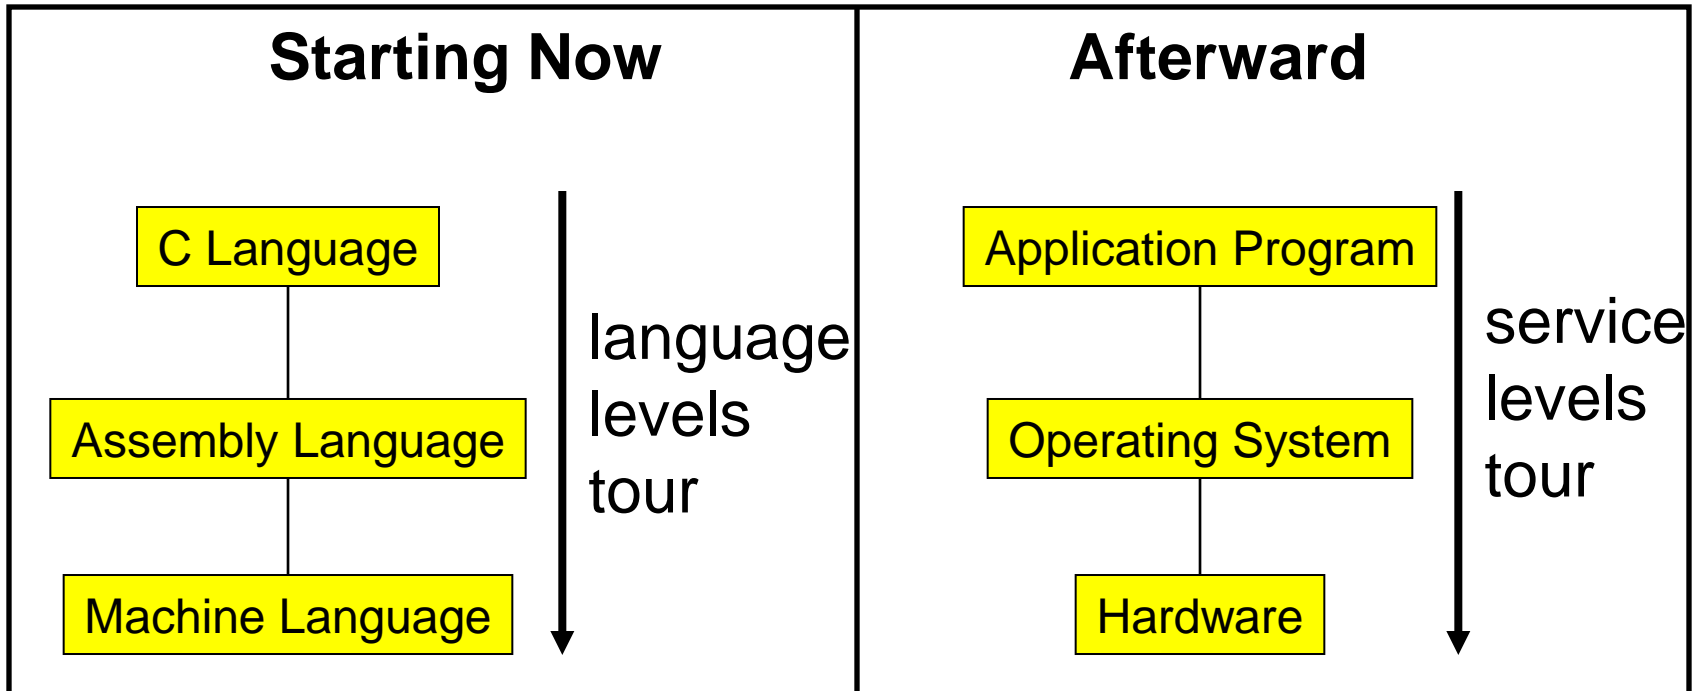 Starting Now
C Language
Assembly Language
Machine Language
language
levels
tour
Afterward
Application Program
Operating System
Hardware
service
levels
tour